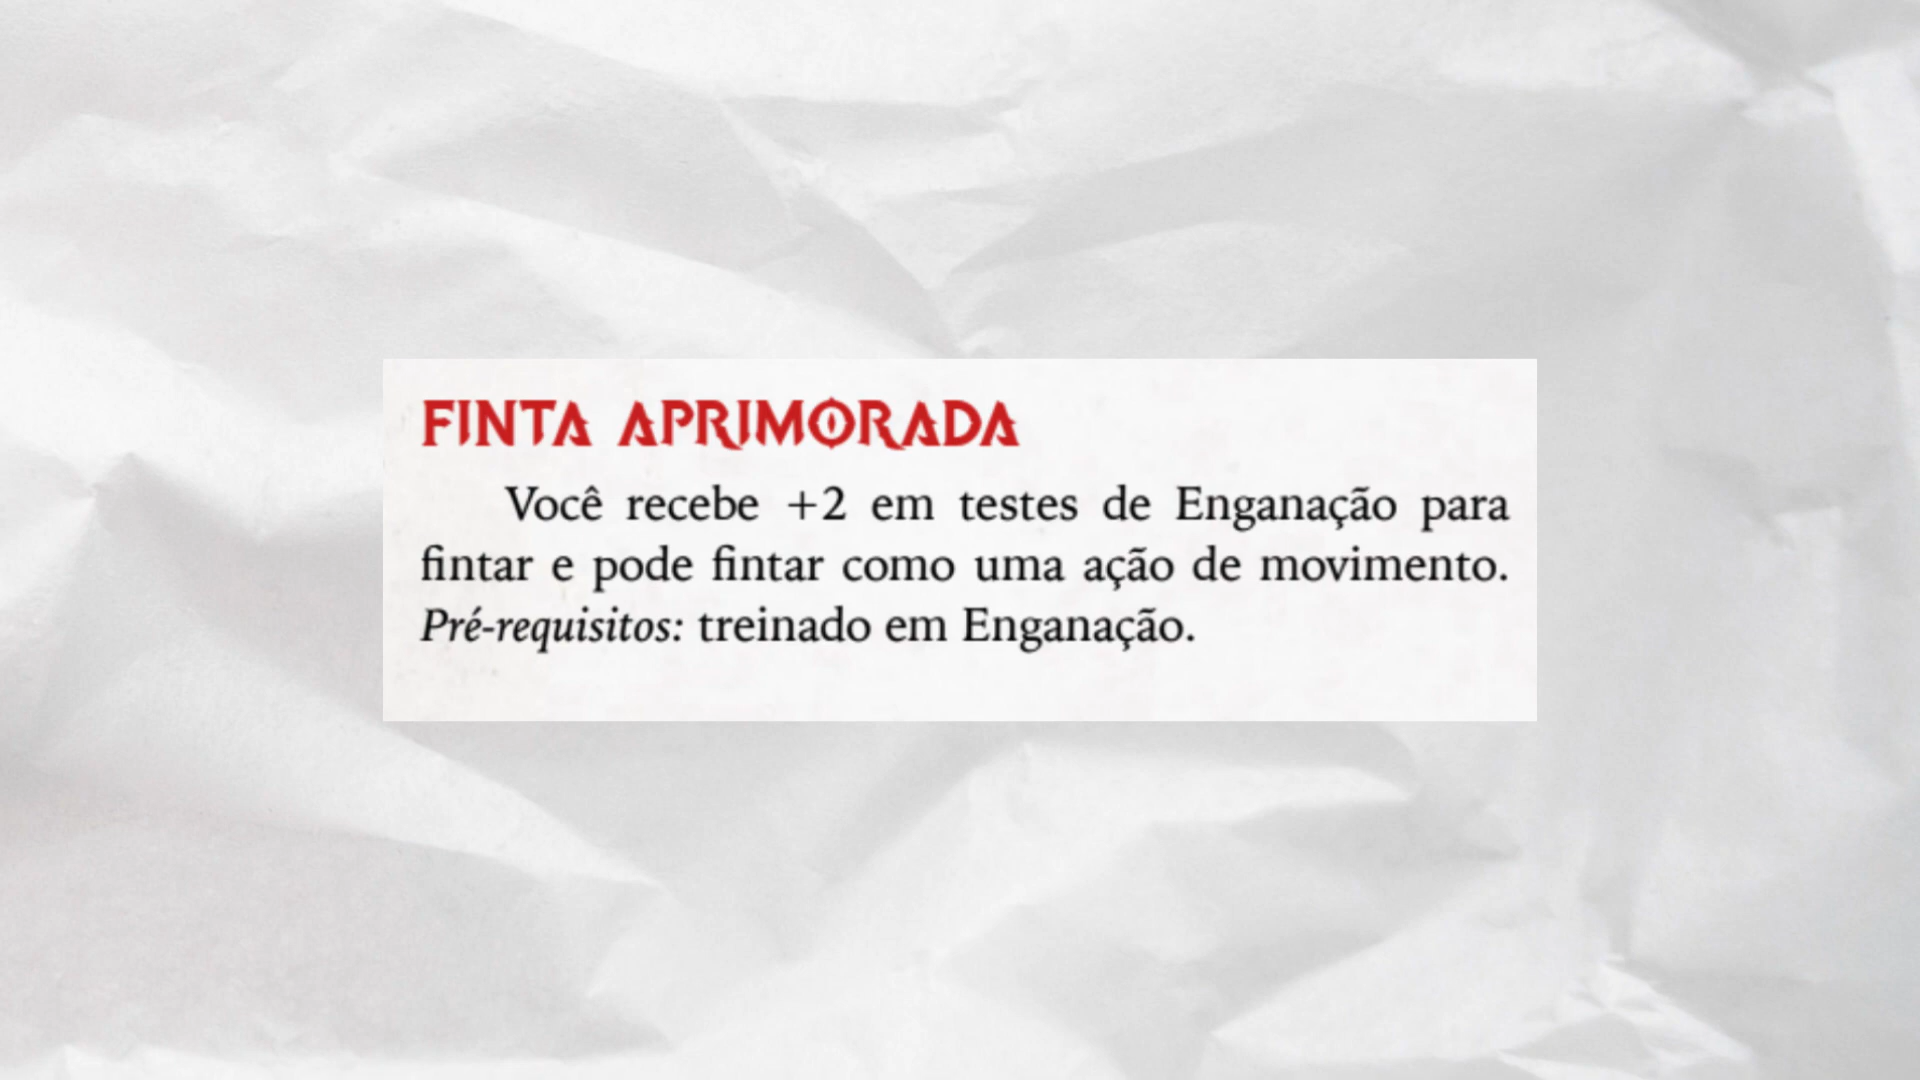 FINTA APRIMORADA
Você recebe +2 em testes de Enganação para
fintar e pode fintar como uma ação de movimento.
Pré-requisitos: treinado em Enganação.